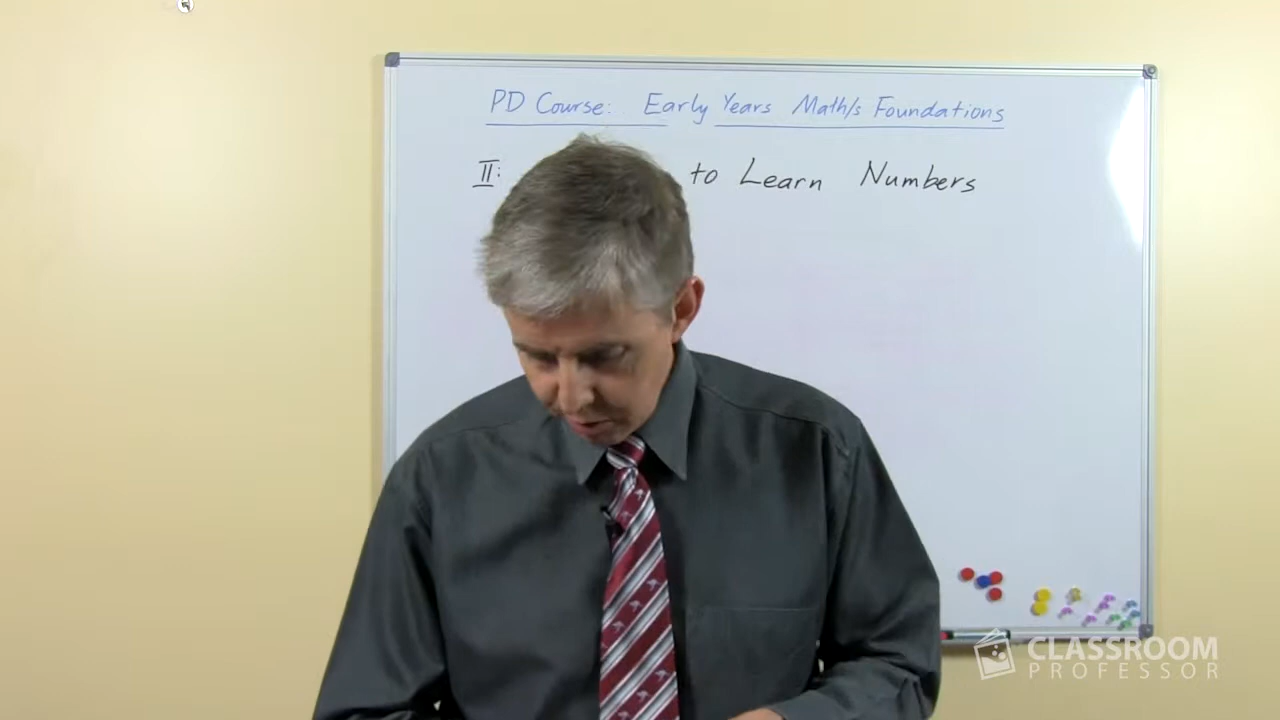 PD Course: Early Years Math/s Foundations
II: to Learn Numbers
CLASSROOM
PROFESSOR